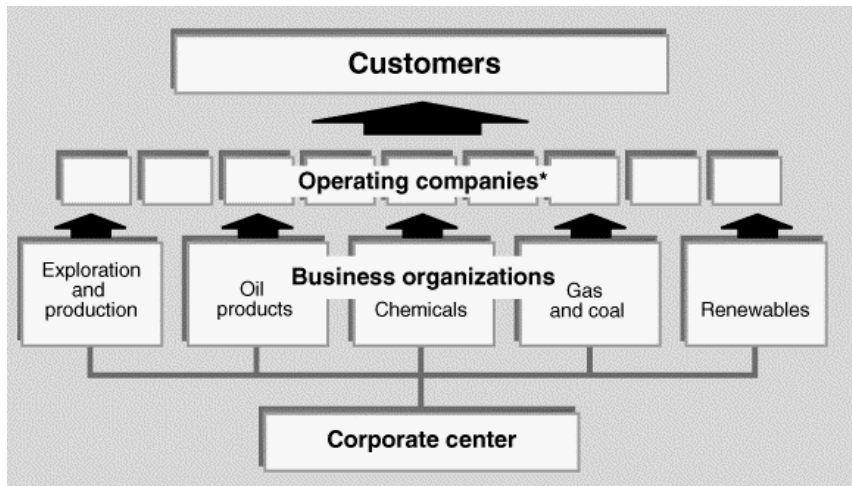 Customers
Operating companies*
Business organizations
Exploration
and
production
Oil
products
Chemicals
Gas
and coal
Renewables
Corporate center